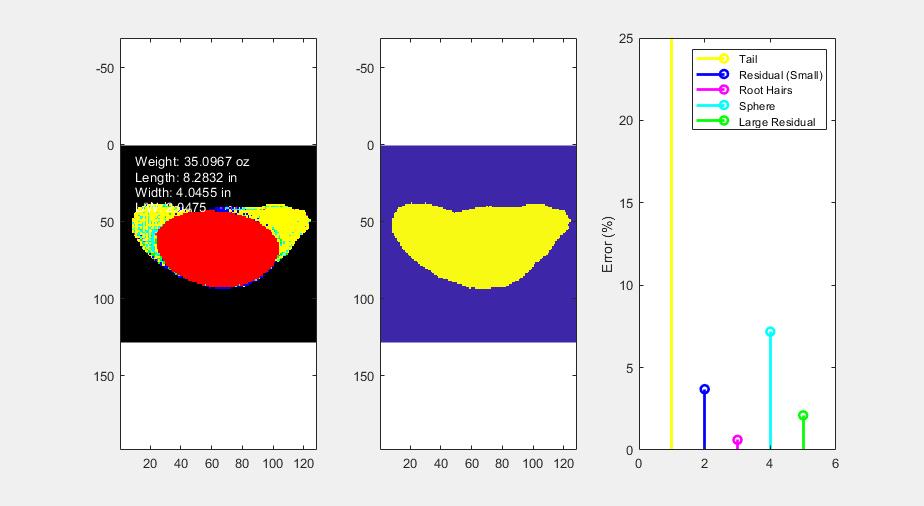 -50
0
50
100
150
20 40 60 80 100 120
Weight: 35.0967 oz
Length: 8.2832 in
Width: 4.0455 in
-50
0
50
100
150
20 40 60 80 100 120
Error (%)
25
20
15
10
5
0
0 2 4 6
Tail
Residual (Small)
Root Hairs
Sphere
Large Residual